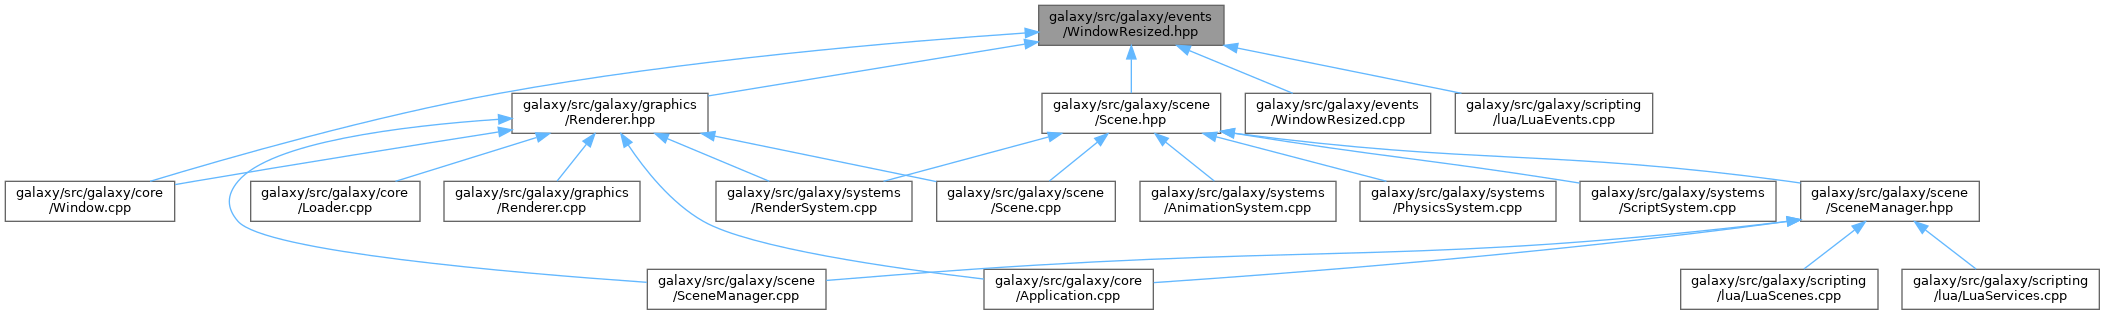 galaxy/src/galaxy/events
/WindowResized.hpp
galaxy/src/galaxy/graphics
/Renderer.hpp
galaxy/src/galaxy/scene
/Scene.hpp
galaxy/src/galaxy/events
/WindowResized.cpp
galaxy/src/galaxy/scripting
/lua/LuaEvents.cpp
galaxy/src/galaxy/core
/Window.cpp
galaxy/src/galaxy/core
/Loader.cpp
galaxy/src/galaxy/graphics
/Renderer.cpp
galaxy/src/galaxy/systems
/RenderSystem.cpp
galaxy/src/galaxy/scene
/Scene.cpp
galaxy/src/galaxy/systems
/AnimationSystem.cpp
galaxy/src/galaxy/systems
/PhysicsSystem.cpp
galaxy/src/galaxy/systems
/ScriptSystem.cpp
galaxy/src/galaxy/scene
/SceneManager.hpp
galaxy/src/galaxy/scene
/SceneManager.cpp
galaxy/src/galaxy/core
/Application.cpp
galaxy/src/galaxy/scripting
/lua/LuaScenes.cpp
galaxy/src/galaxy/scripting
/lua/LuaServices.cpp